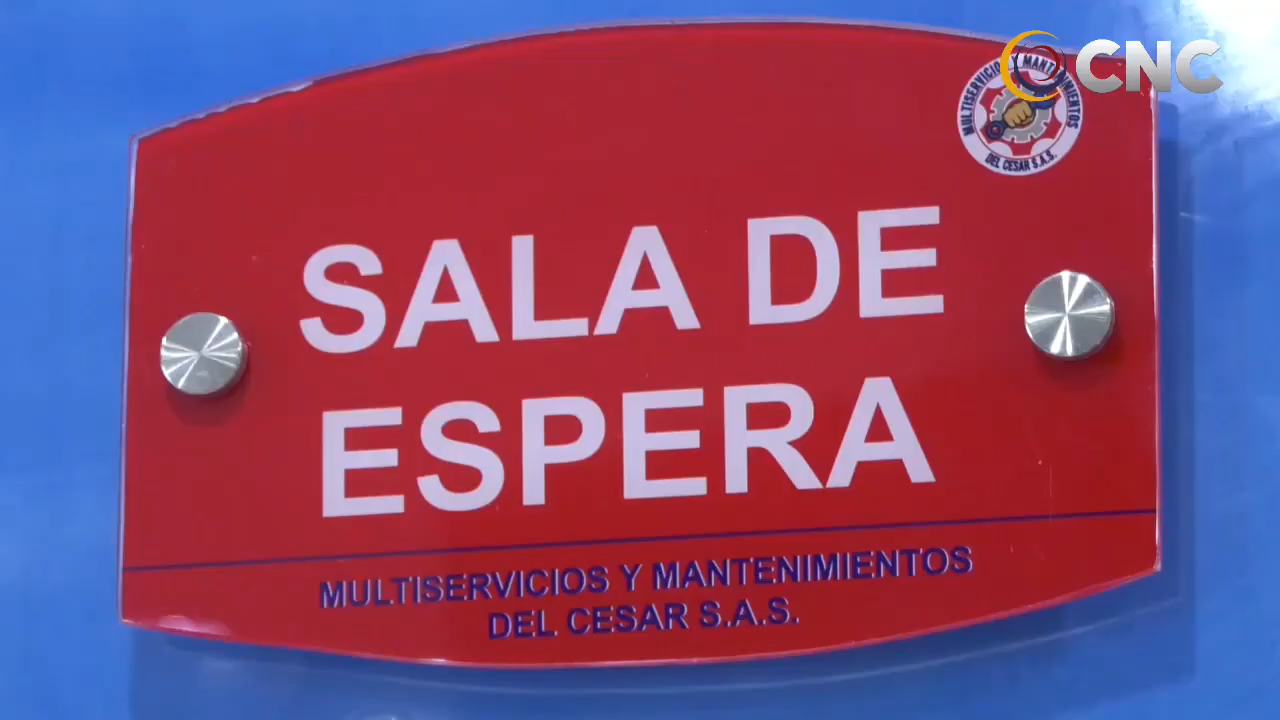 CNC
MULTISERVICIOS Y MANTENIMIENTOS
DEL CESAR S.A.S.
SALA DE
ESPERA
MULTISERVICIOS Y MANTENIMIENTOS
DEL CESAR S.A.S.